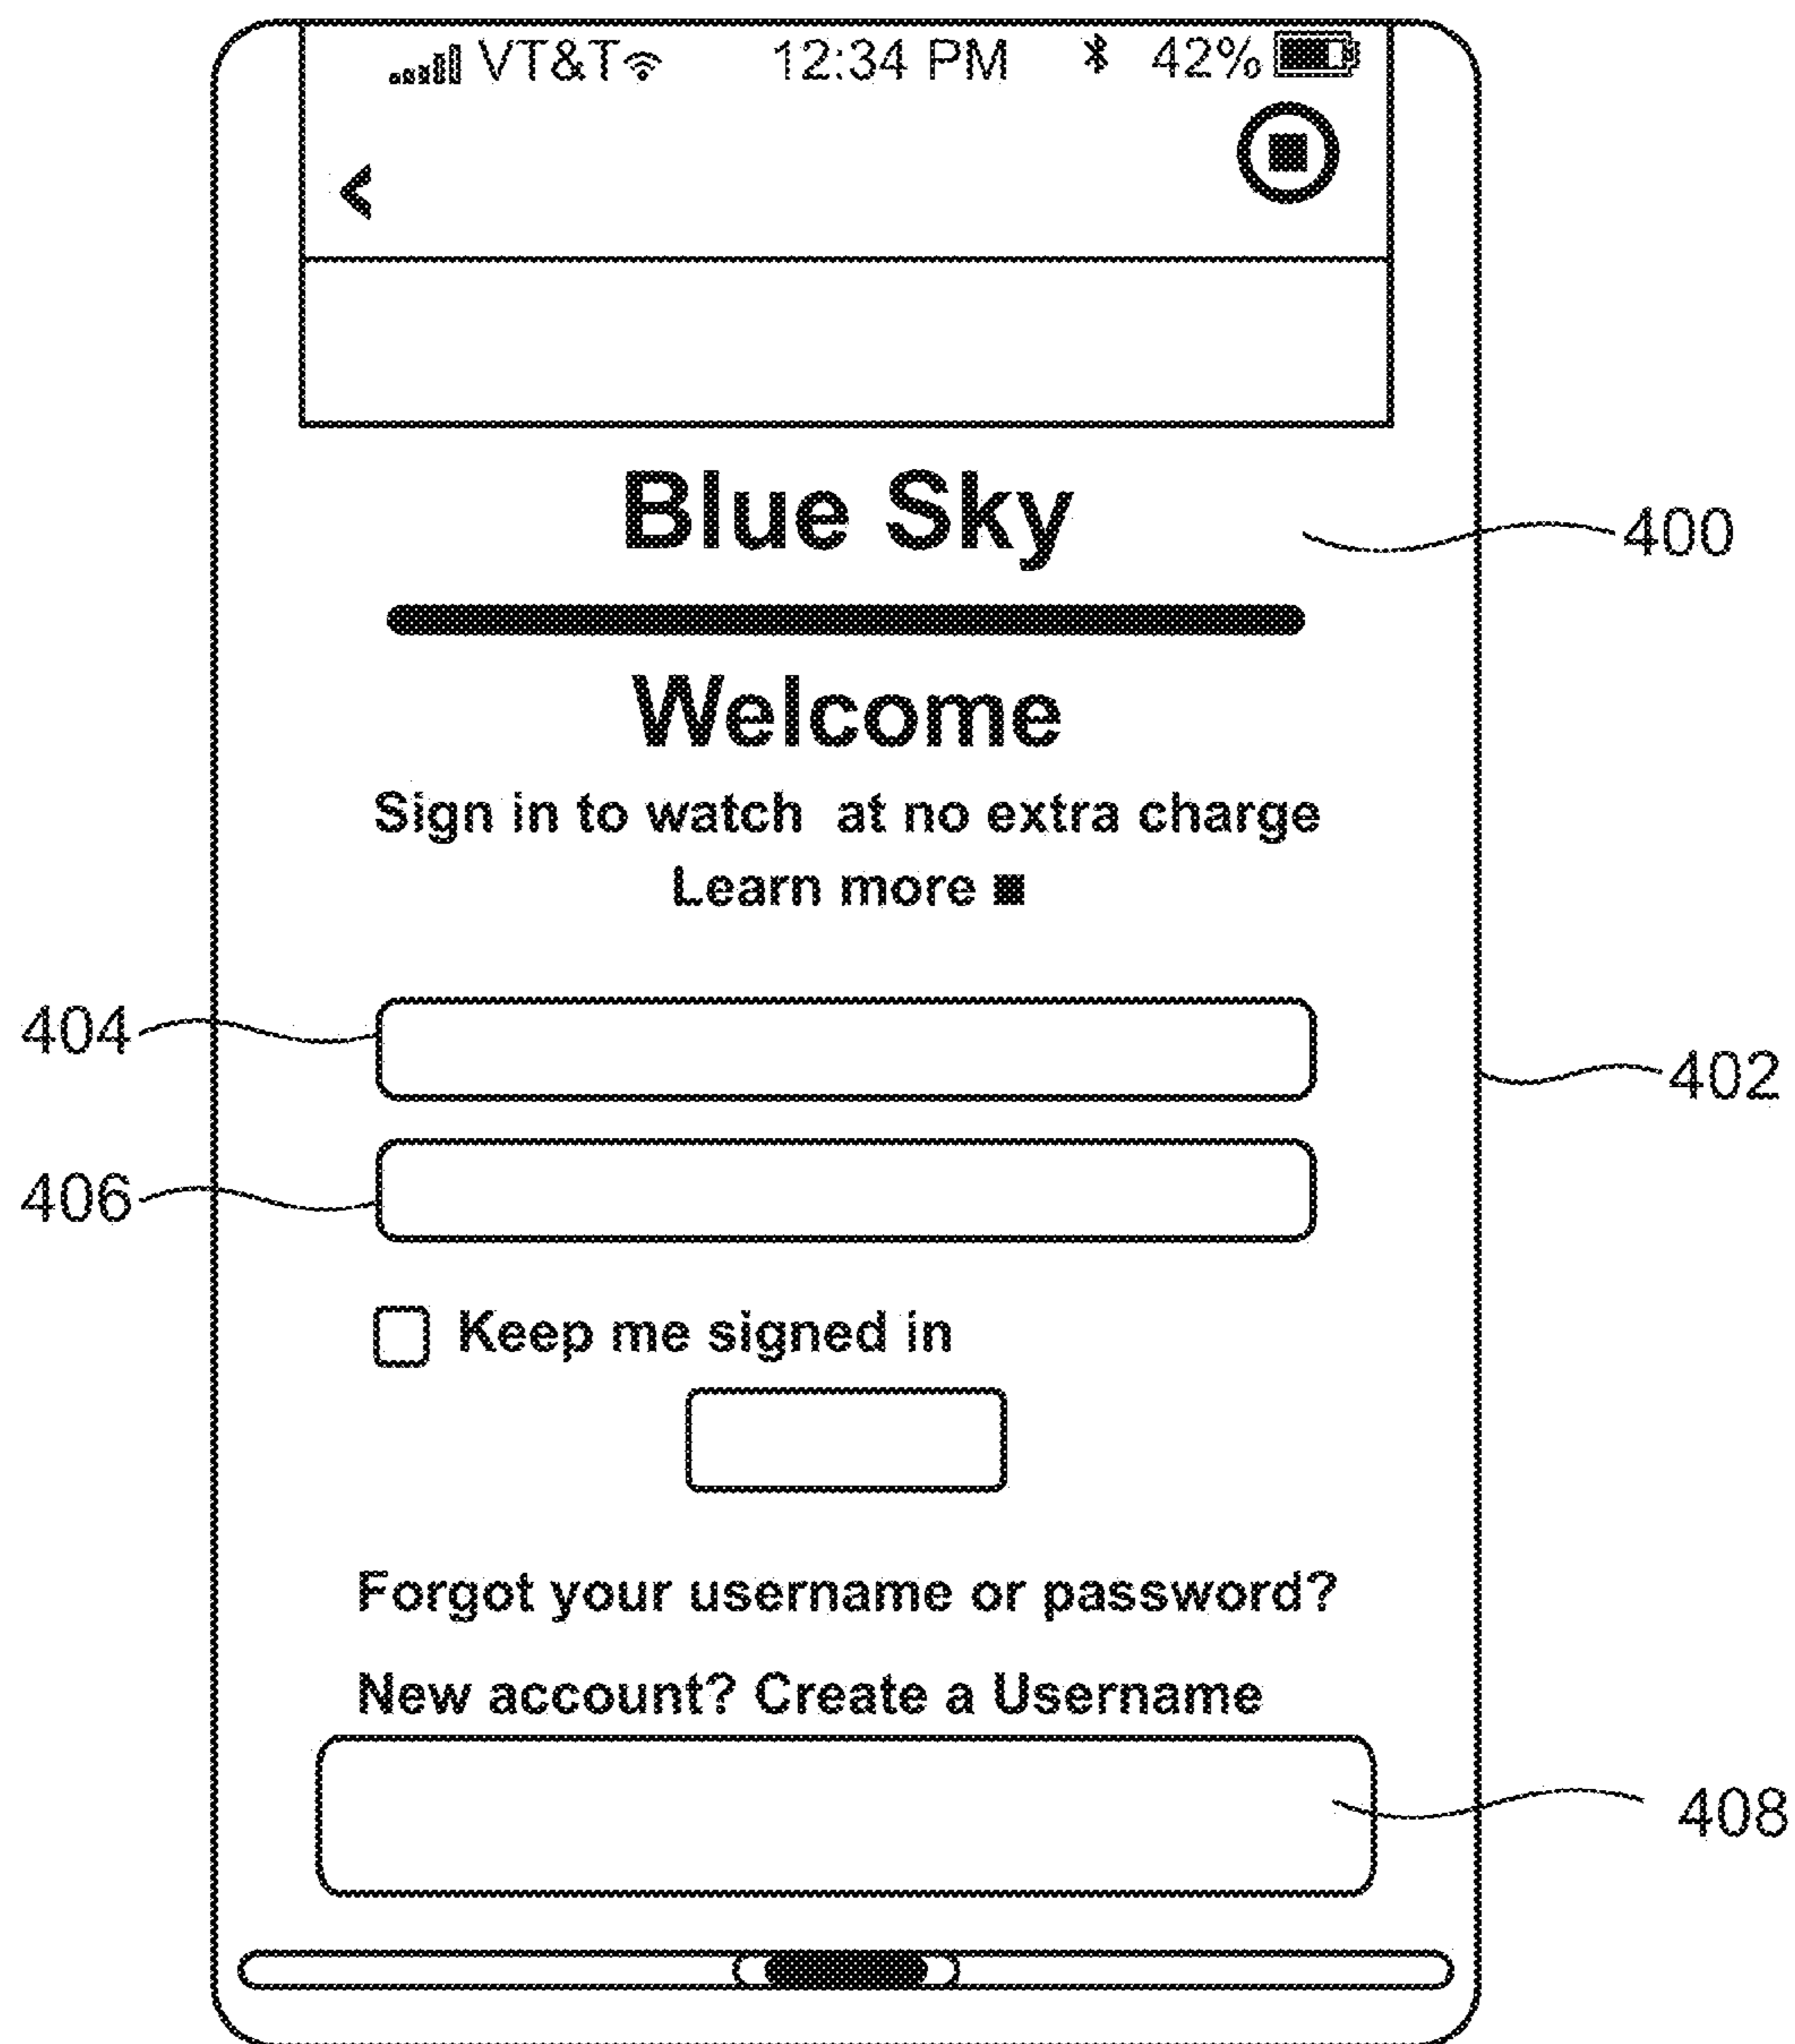 VT&T 12:34 PM 42%
Blue Sky
400
Welcome
Sign in to watch at no extra charge
Learn more
404
402
406
Keep me signed in
Forgot your username or password?
New account? Create a Username
408